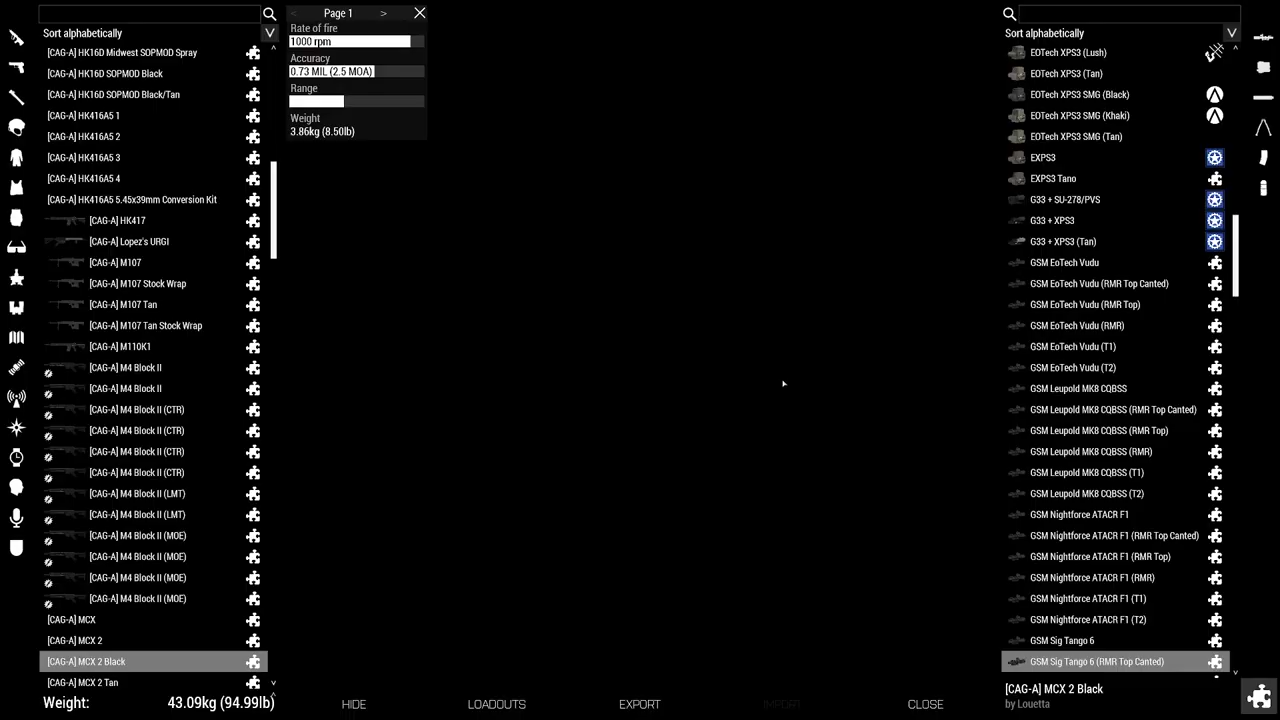 Sort alphabetically
[CAG-A] HK16D Midwest SOPMOD Spray
[CAG-A] HK16D SOPMOD Black
[CAG-A] HK16D SOPMOD Black/Tan
[CAG-A] HK416A5 1
[CAG-A] HK416A5 2
[CAG-A] HK416A5 3
[CAG-A] HK416A5 4
[CAG-A] HK416A5 5.45x39mm Conversion Kit
[CAG-A] HK417
[CAG-A] Lopez's URGI
[CAG-A] M107
[CAG-A] M107 Stock Wrap
[CAG-A] M107 Tan
[CAG-A] M107 Tan Stock Wrap
[CAG-A] M110K1
[CAG-A] M4 Block II
[CAG-A] M4 Block II
[CAG-A] M4 Block II (CTR)
[CAG-A] M4 Block II (CTR)
[CAG-A] M4 Block II (CTR)
[CAG-A] M4 Block II (CTR)
[CAG-A] M4 Block II (LMT)
[CAG-A] M4 Block II (LMT)
[CAG-A] M4 Block II (MOE)
[CAG-A] M4 Block II (MOE)
[CAG-A] M4 Block II (MOE)
[CAG-A] M4 Block II (MOE)
[CAG-A] MCX
[CAG-A] MCX 2
[CAG-A] MCX 2 Black
[CAG-A] MCX 2 Tan
Weight: 43.09kg (94.99lb)
< Page 1 >
Rate of fire
1000 rpm
Accuracy
0.73 MIL (2.5 MOA)
Range
Weight
3.86kg (8.50lb)
HIDE
LOADOUTS
EXPORT
IMPORT
CLOSE
Sort alphabetically
EOTech XPS3 (Lush)
EOTech XPS3 (Tan)
EOTech XPS3 SMG (Black)
EOTech XPS3 SMG (Khaki)
EOTech XPS3 SMG (Tan)
EXPS3
EXPS3 Tano
G33 + SU-278/PVS
G33 + XPS3
G33 + XPS3 (Tan)
GSM EoTech Vudu
GSM EoTech Vudu (RMR Top Canted)
GSM EoTech Vudu (RMR Top)
GSM EoTech Vudu (RMR)
GSM EoTech Vudu (T1)
GSM EoTech Vudu (T2)
GSM Leupold MK8 CQBSS
GSM Leupold MK8 CQBSS (RMR Top Canted)
GSM Leupold MK8 CQBSS (RMR Top)
GSM Leupold MK8 CQBSS (RMR)
GSM Leupold MK8 CQBSS (T1)
GSM Leupold MK8 CQBSS (T2)
GSM Nightforce ATACR F1
GSM Nightforce ATACR F1 (RMR Top Canted)
GSM Nightforce ATACR F1 (RMR Top)
GSM Nightforce ATACR F1 (RMR)
GSM Nightforce ATACR F1 (T1)
GSM Nightforce ATACR F1 (T2)
GSM Sig Tango 6
GSM Sig Tango 6 (RMR Top Canted)
[CAG-A] MCX 2 Black
by Louetta